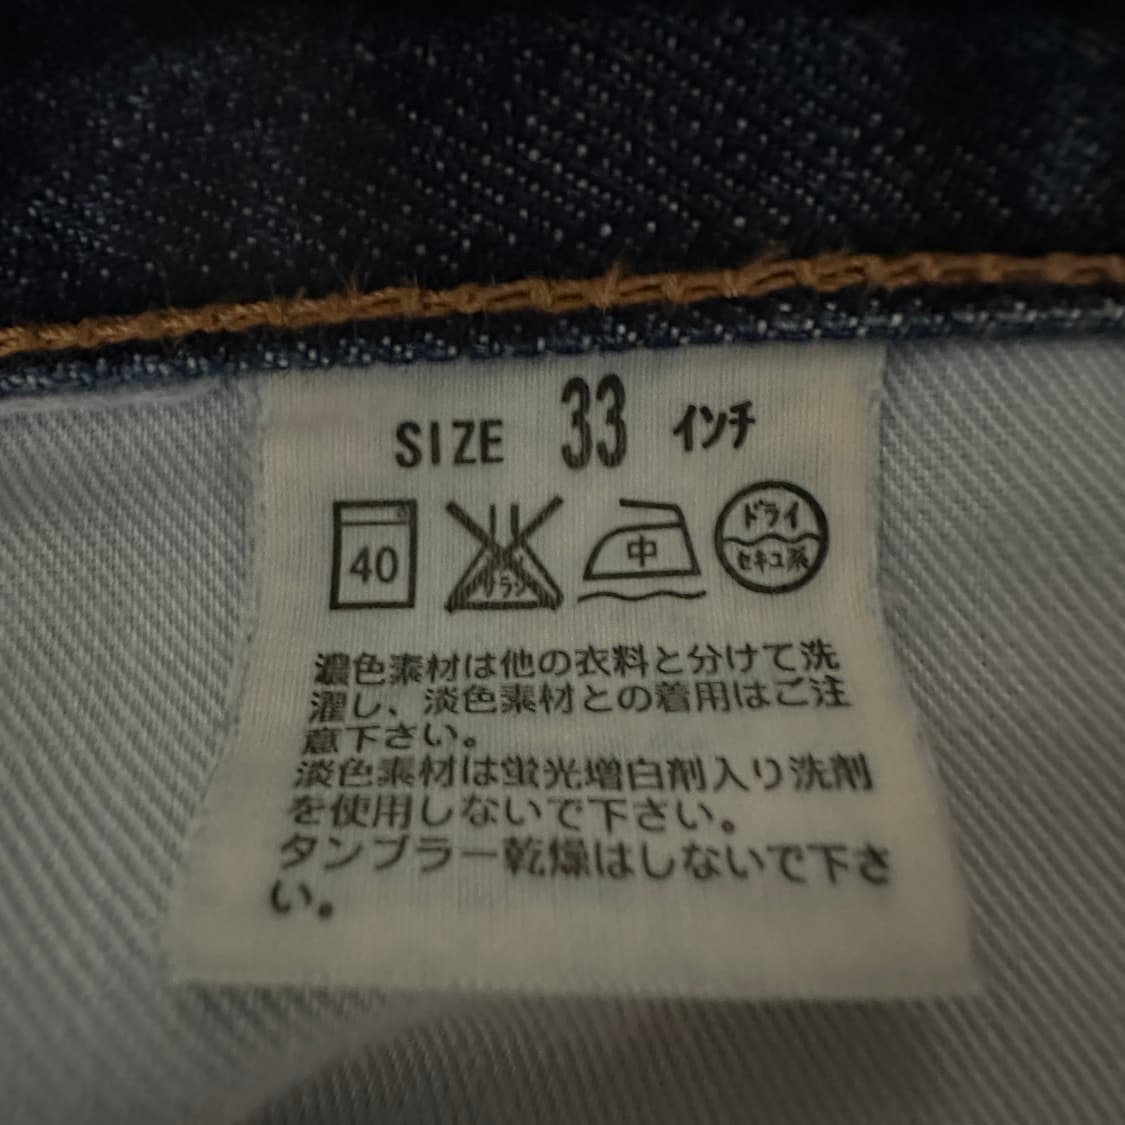 SIZE 33 インチ
40 サラシ 中 ドライ
セキユ系
濃色素材は他の衣料と分けて洗
濯し、淡色素材との着用はご注
意下さい。
淡色素材は蛍光増白剤入り洗剤
を使用しないで下さい。
タンブラー乾燥はしないで下さ
い。